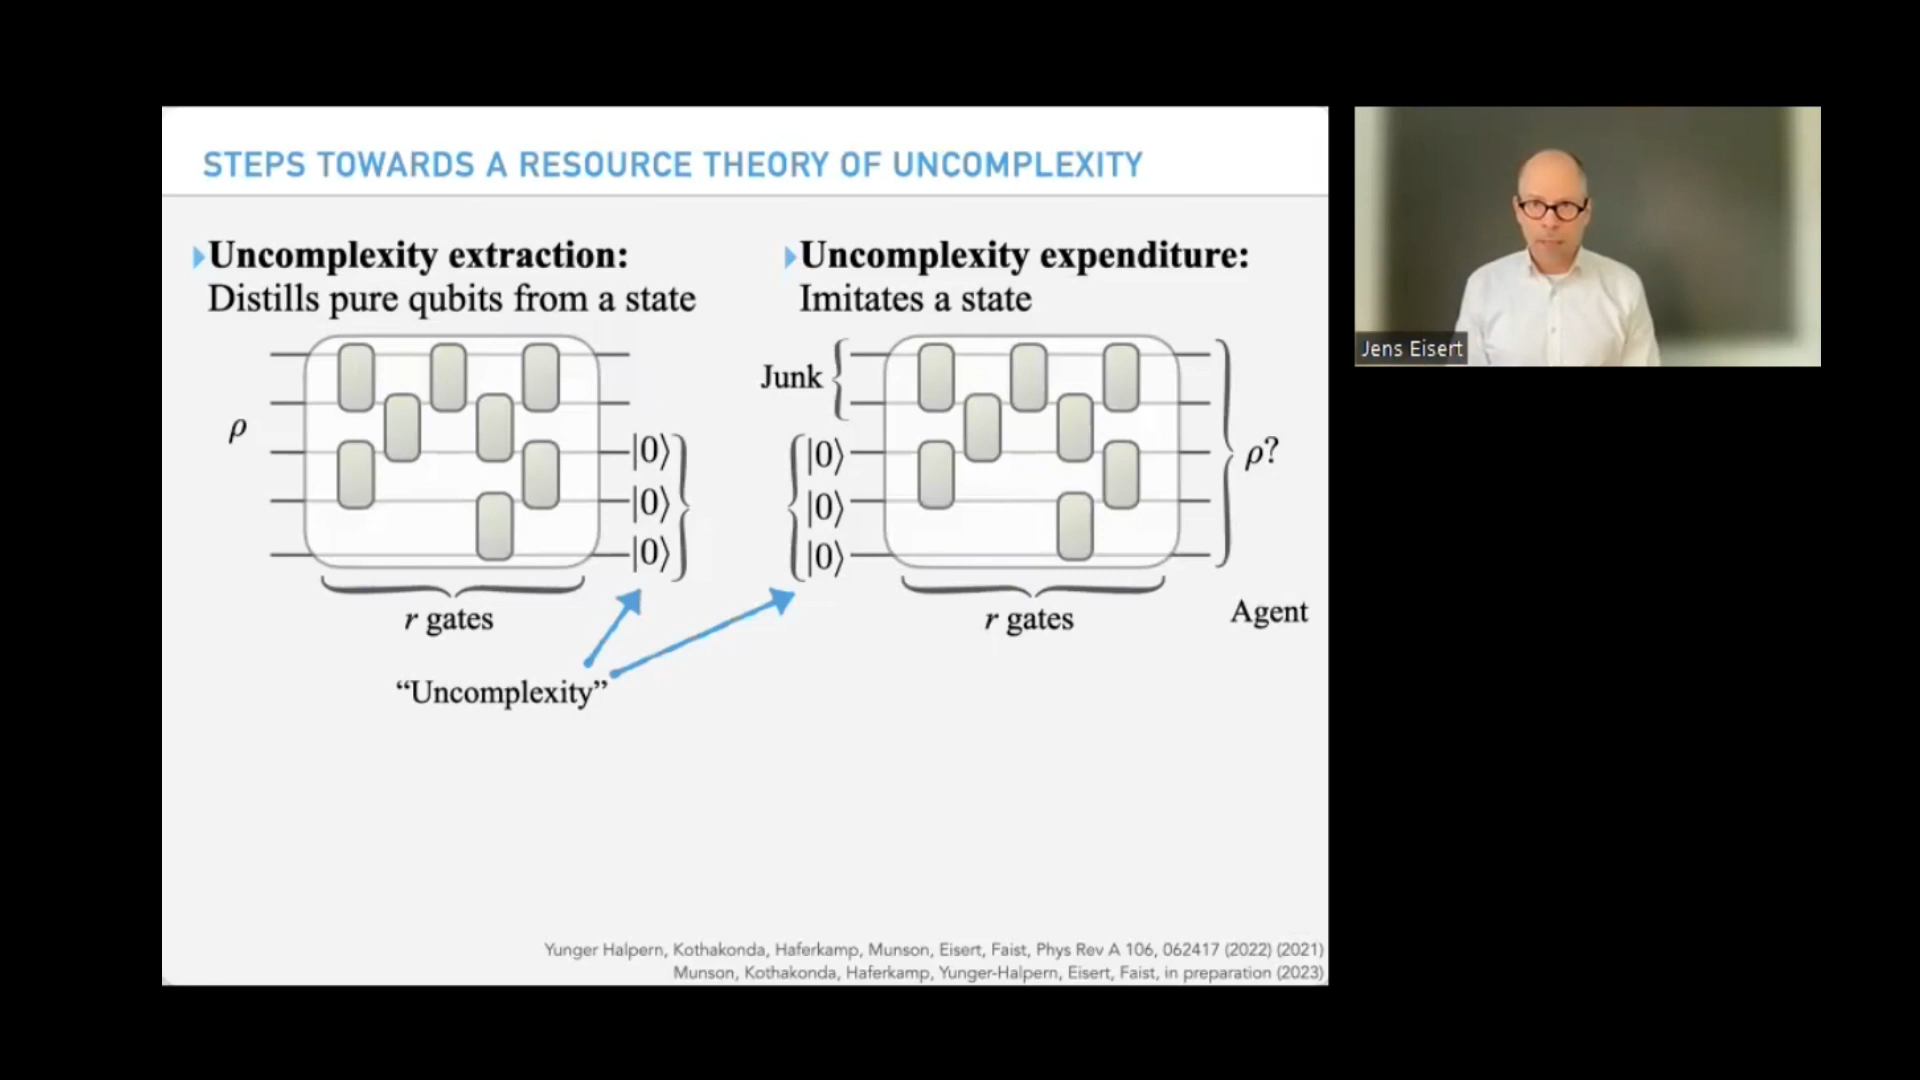 STEPS TOWARDS A RESOURCE THEORY OF UNCOMPLEXITY
Uncomplexity extraction:
Distills pure qubits from a state
ρ
|0⟩
|0⟩
|0⟩
r gates
Uncomplexity expenditure:
Imitates a state
Junk
|0⟩
|0⟩
|0⟩
ρ?
r gates
Agent
“Uncomplexity”
Yunger Halpern, Kothakonda, Haferkamp, Munson, Eisert, Faist, Phys Rev A 106, 062417 (2022) (2021)
Munson, Kothakonda, Haferkamp, Yunger-Halpern, Eisert, Faist, in preparation (2023)
Jens Eisert